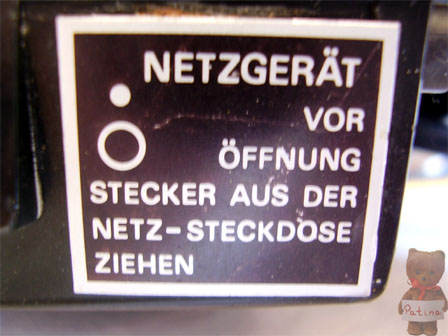 NETZGERÄT
VOR
ÖFFNUNG
STECKER AUS DER
NETZ-STECKDOSE
ZIEHEN
Patina